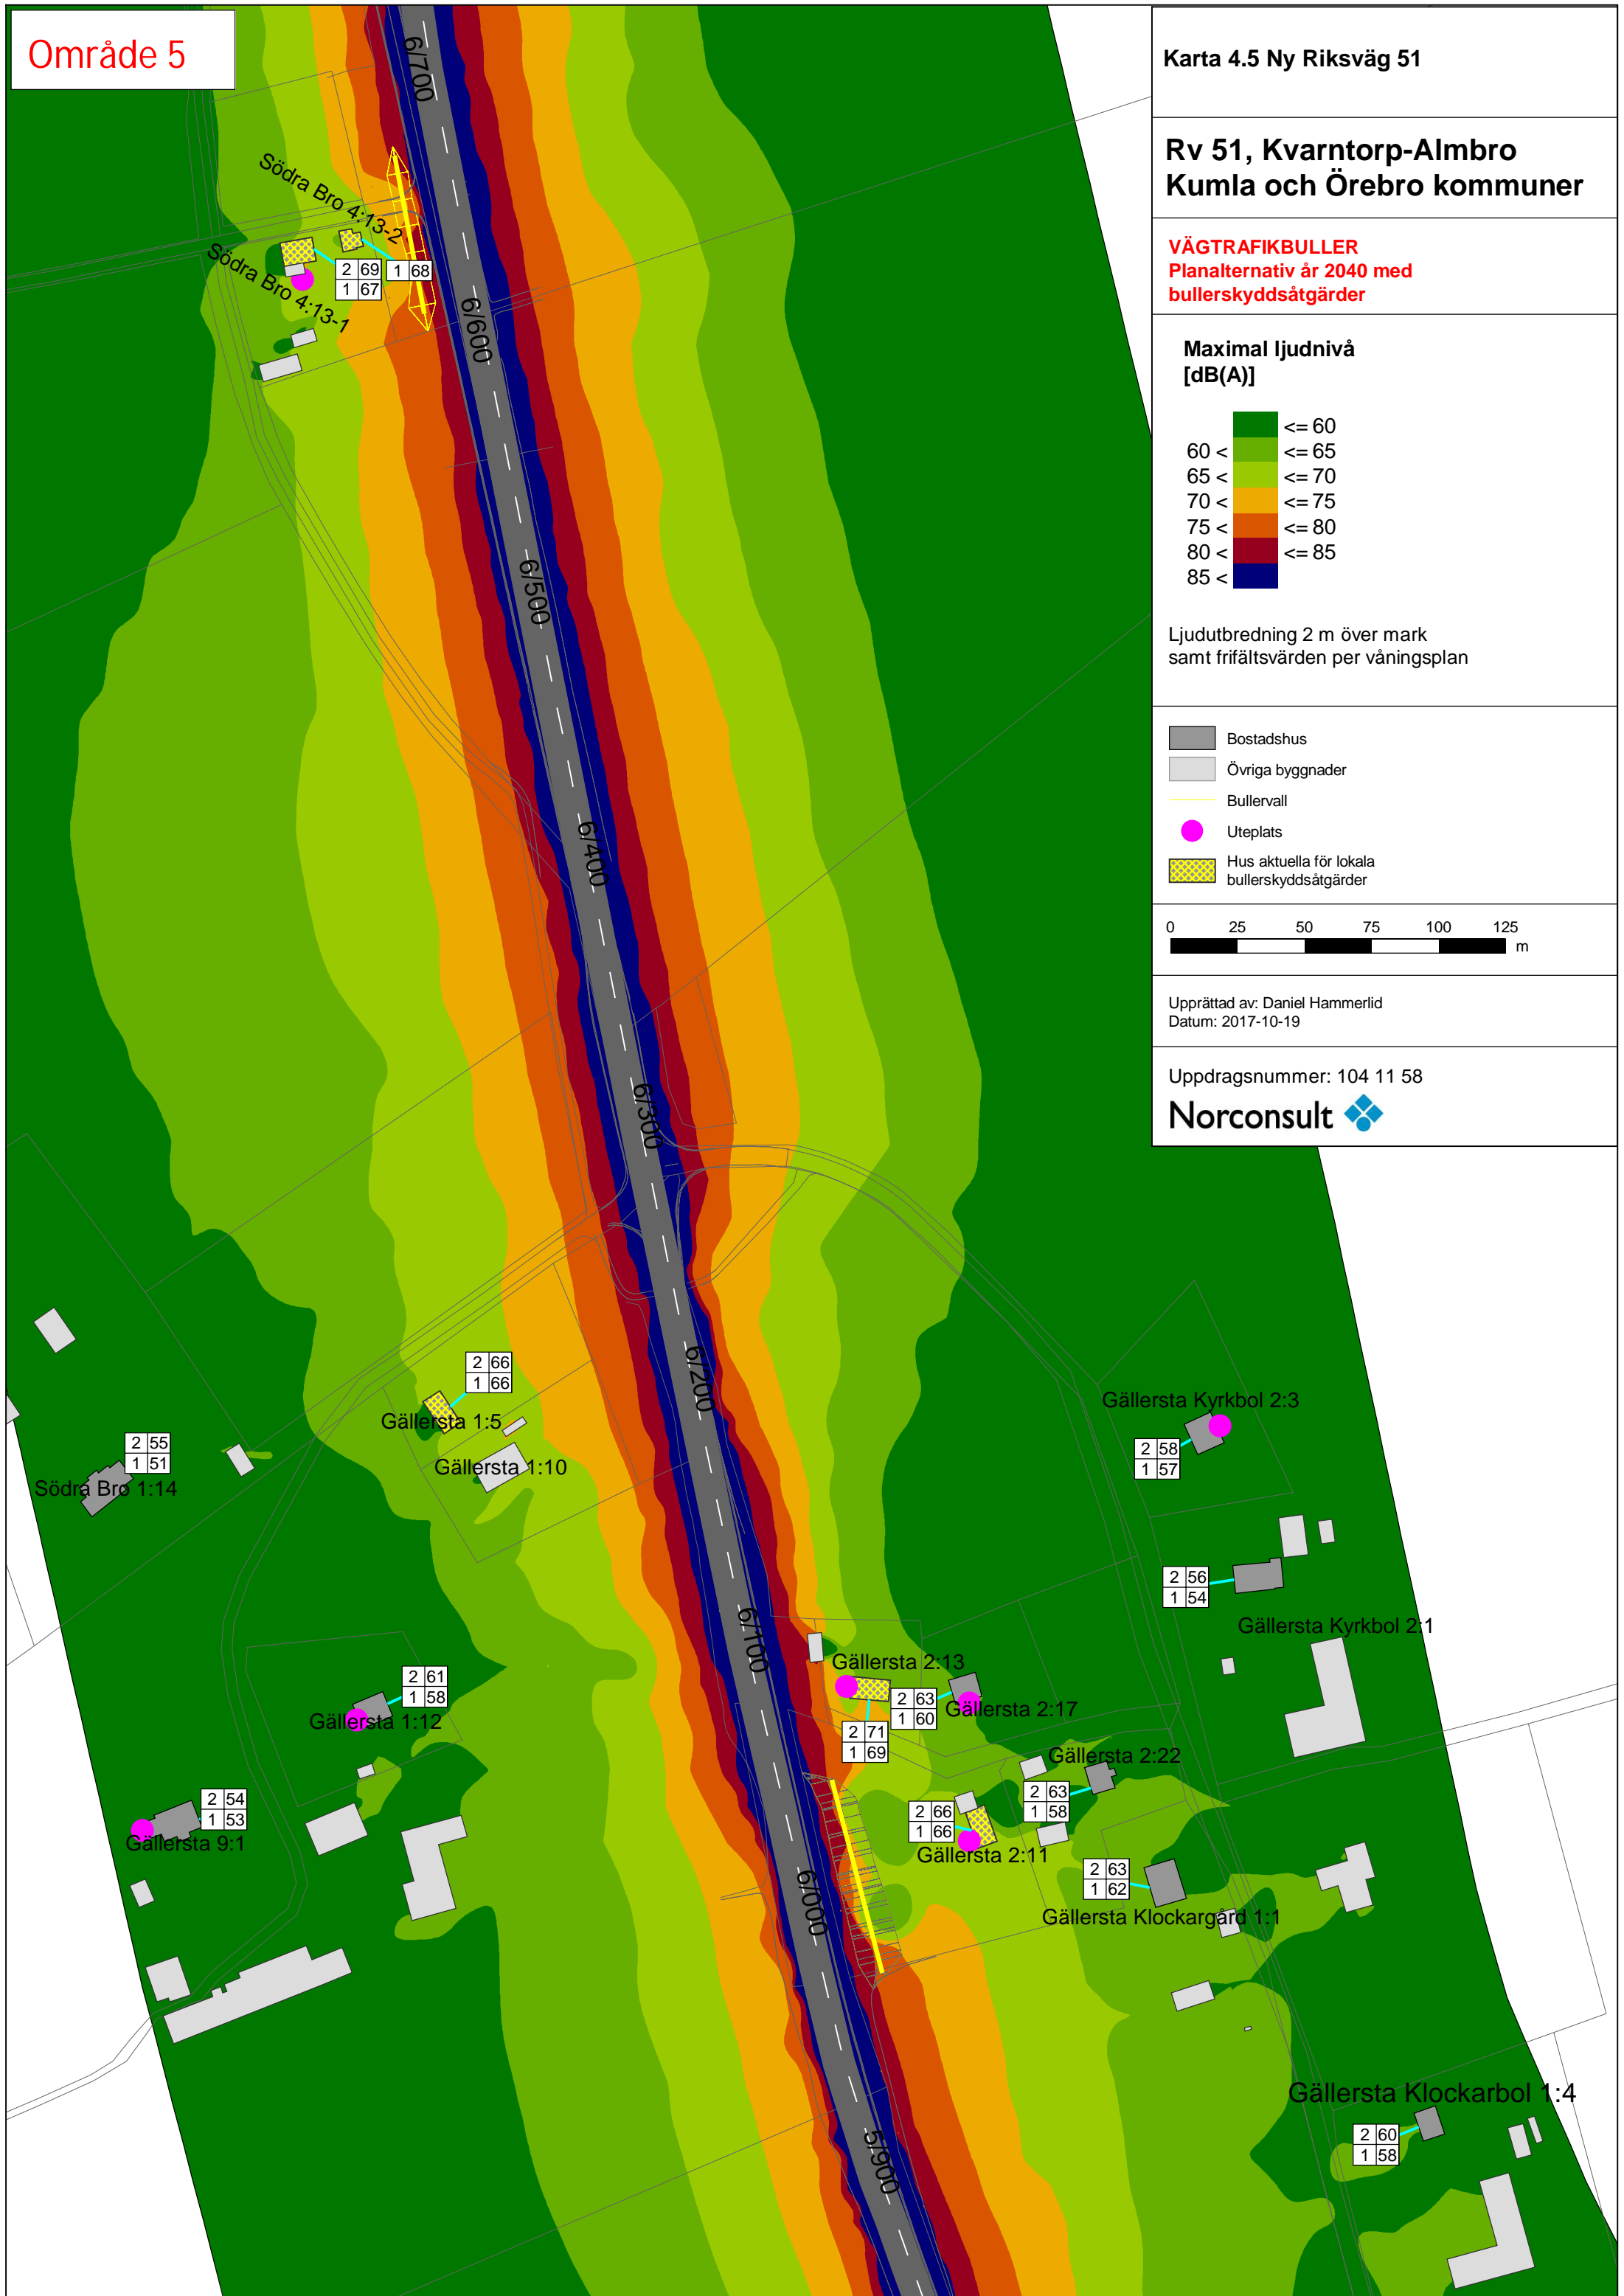 Område 5
Karta 4.5 Ny Riksväg 51
Rv 51, Kvarntorp-Almbro
Kumla och Örebro kommuner
VÄGTRAFIKBULLER
Planalternativ år 2040 med
bullerskyddsåtgärder
Maximal ljudnivå
[dB(A)]
<= 60
60 < <= 65
65 < <= 70
70 < <= 75
75 < <= 80
80 < <= 85
85 <
Ljudutbredning 2 m över mark
samt frifältsvärden per våningsplan
Bostadshus
Övriga byggnader
Bullervall
Uteplats
Hus aktuella för lokala
bullerskyddsåtgärder
0 25 50 75 100 125
m
Upprättad av: Daniel Hammerlid
Datum: 2017-10-19
Uppdragsnummer: 104 11 58
Norconsult
6/700
Södra Bro 4:13-2
Södra Bro 4:13-1
2 69
1 67
1 68
6/600
6/500
6/400
6/300
6/200
2 66
1 66
Gällersta 1:5
Gällersta 1:10
2 55
1 51
Södra Bro 1:14
Gällersta Kyrkbol 2:3
2 58
1 57
2 56
1 54
Gällersta Kyrkbol 2:1
6/100
2 61
1 58
Gällersta 1:12
Gällersta 2:13
2 63
1 60
Gällersta 2:17
2 71
1 69
Gällersta 2:22
2 63
1 58
2 54
1 53
Gällersta 9:1
2 66
1 66
Gällersta 2:11
2 63
1 62
Gällersta Klockargård 1:1
6/000
Gällersta Klockarbol 1:4
2 60
1 58
5/900